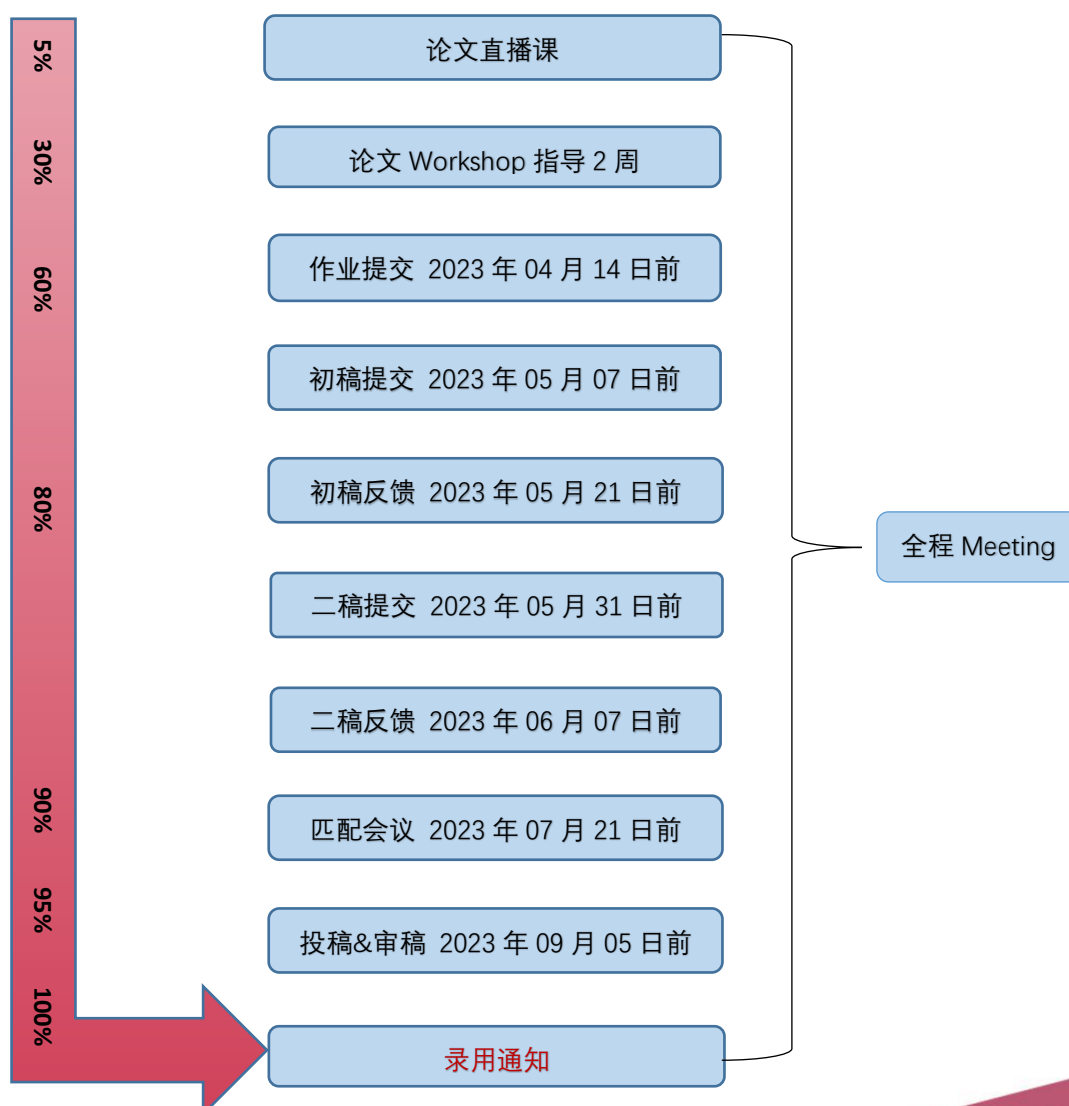 5%
论文直播课
30%
论文 Workshop 指导 2 周
60%
作业提交 2023 年 04 月 14 日前
初稿提交 2023 年 05 月 07 日前
80%
初稿反馈 2023 年 05 月 21 日前
全程 Meeting
二稿提交 2023 年 05 月 31 日前
二稿反馈 2023 年 06 月 07 日前
90%
匹配会议 2023 年 07 月 21 日前
95%
投稿&审稿 2023 年 09 月 05 日前
100%
录用通知